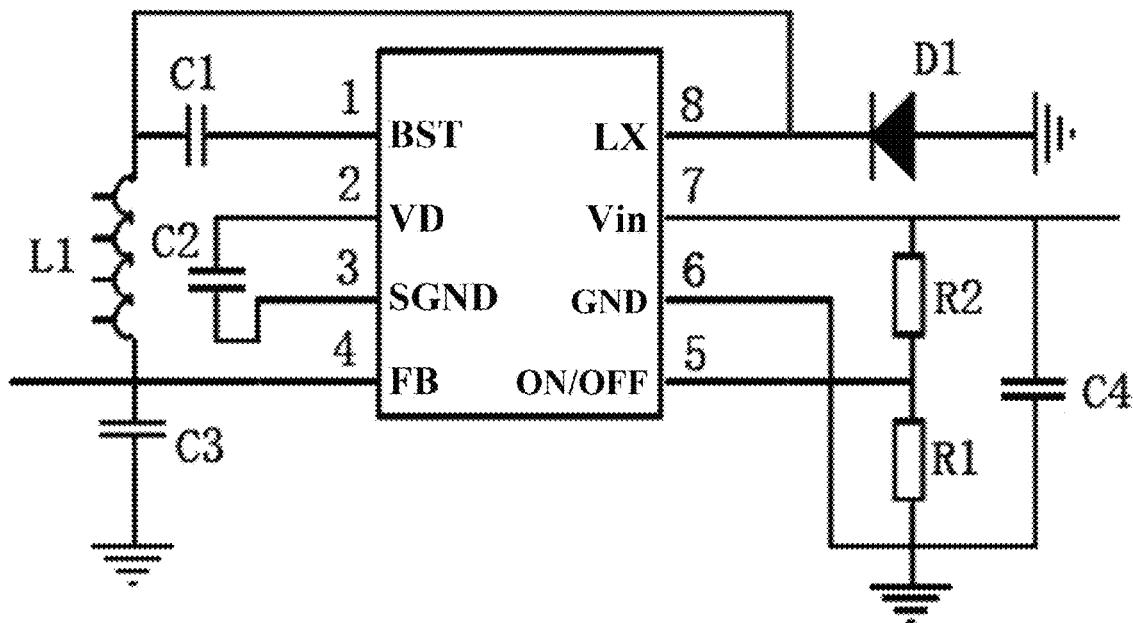 C1
1
BST
LX
8
D1
2
VD
Vin
7
C2
L1
3
SGND
GND
6
R2
4
FB
ON/OFF
5
C4
C3
R1